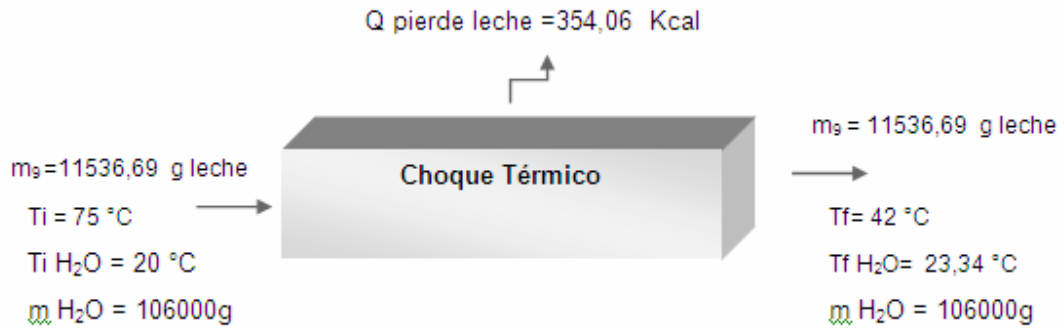 Q pierde leche =354,06 Kcal
m₉ =11536,69 g leche
Ti = 75 °C
Ti H₂O = 20 °C
m H₂O = 106000g
Choque Térmico
m₉ = 11536,69 g leche
Tf= 42 °C
Tf H₂O= 23,34 °C
m H₂O = 106000g